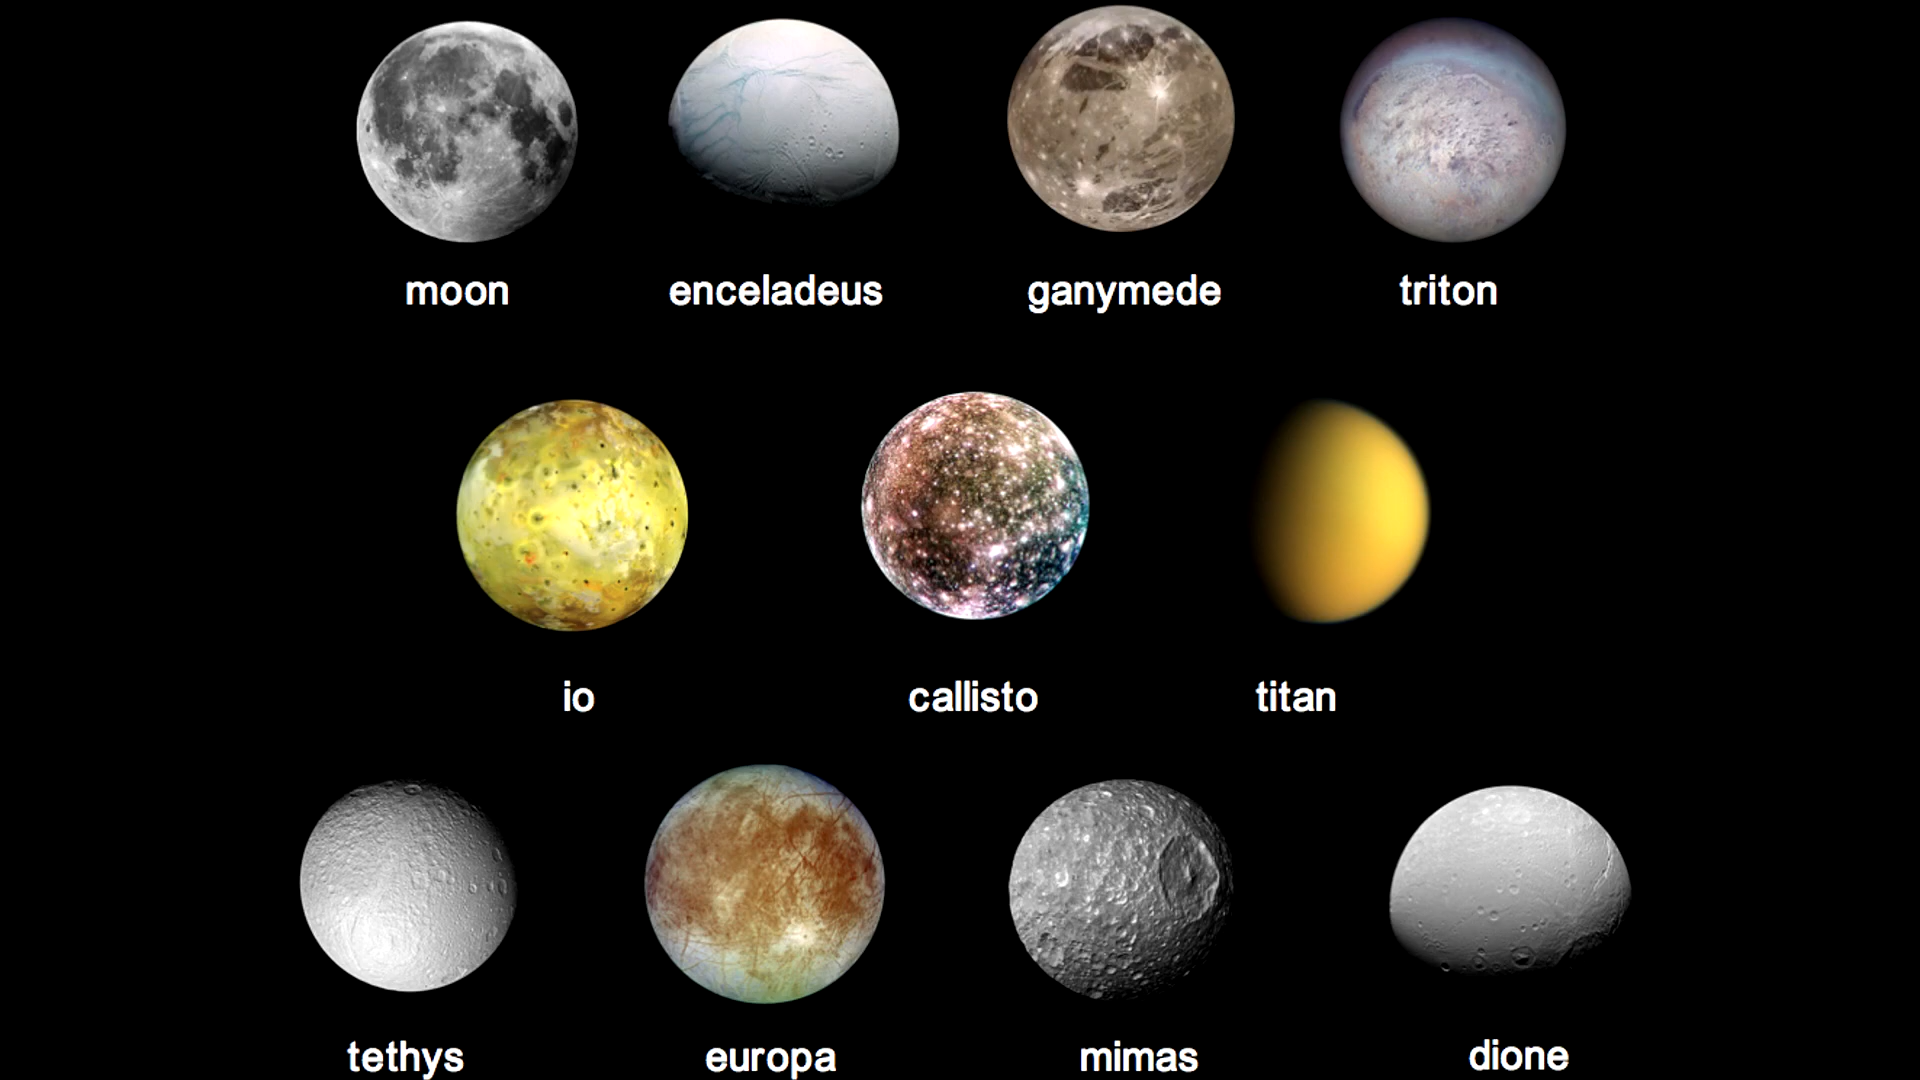 moon
enceladeus
ganymede
triton
io
callisto
titan
tethys
europa
mimas
dione